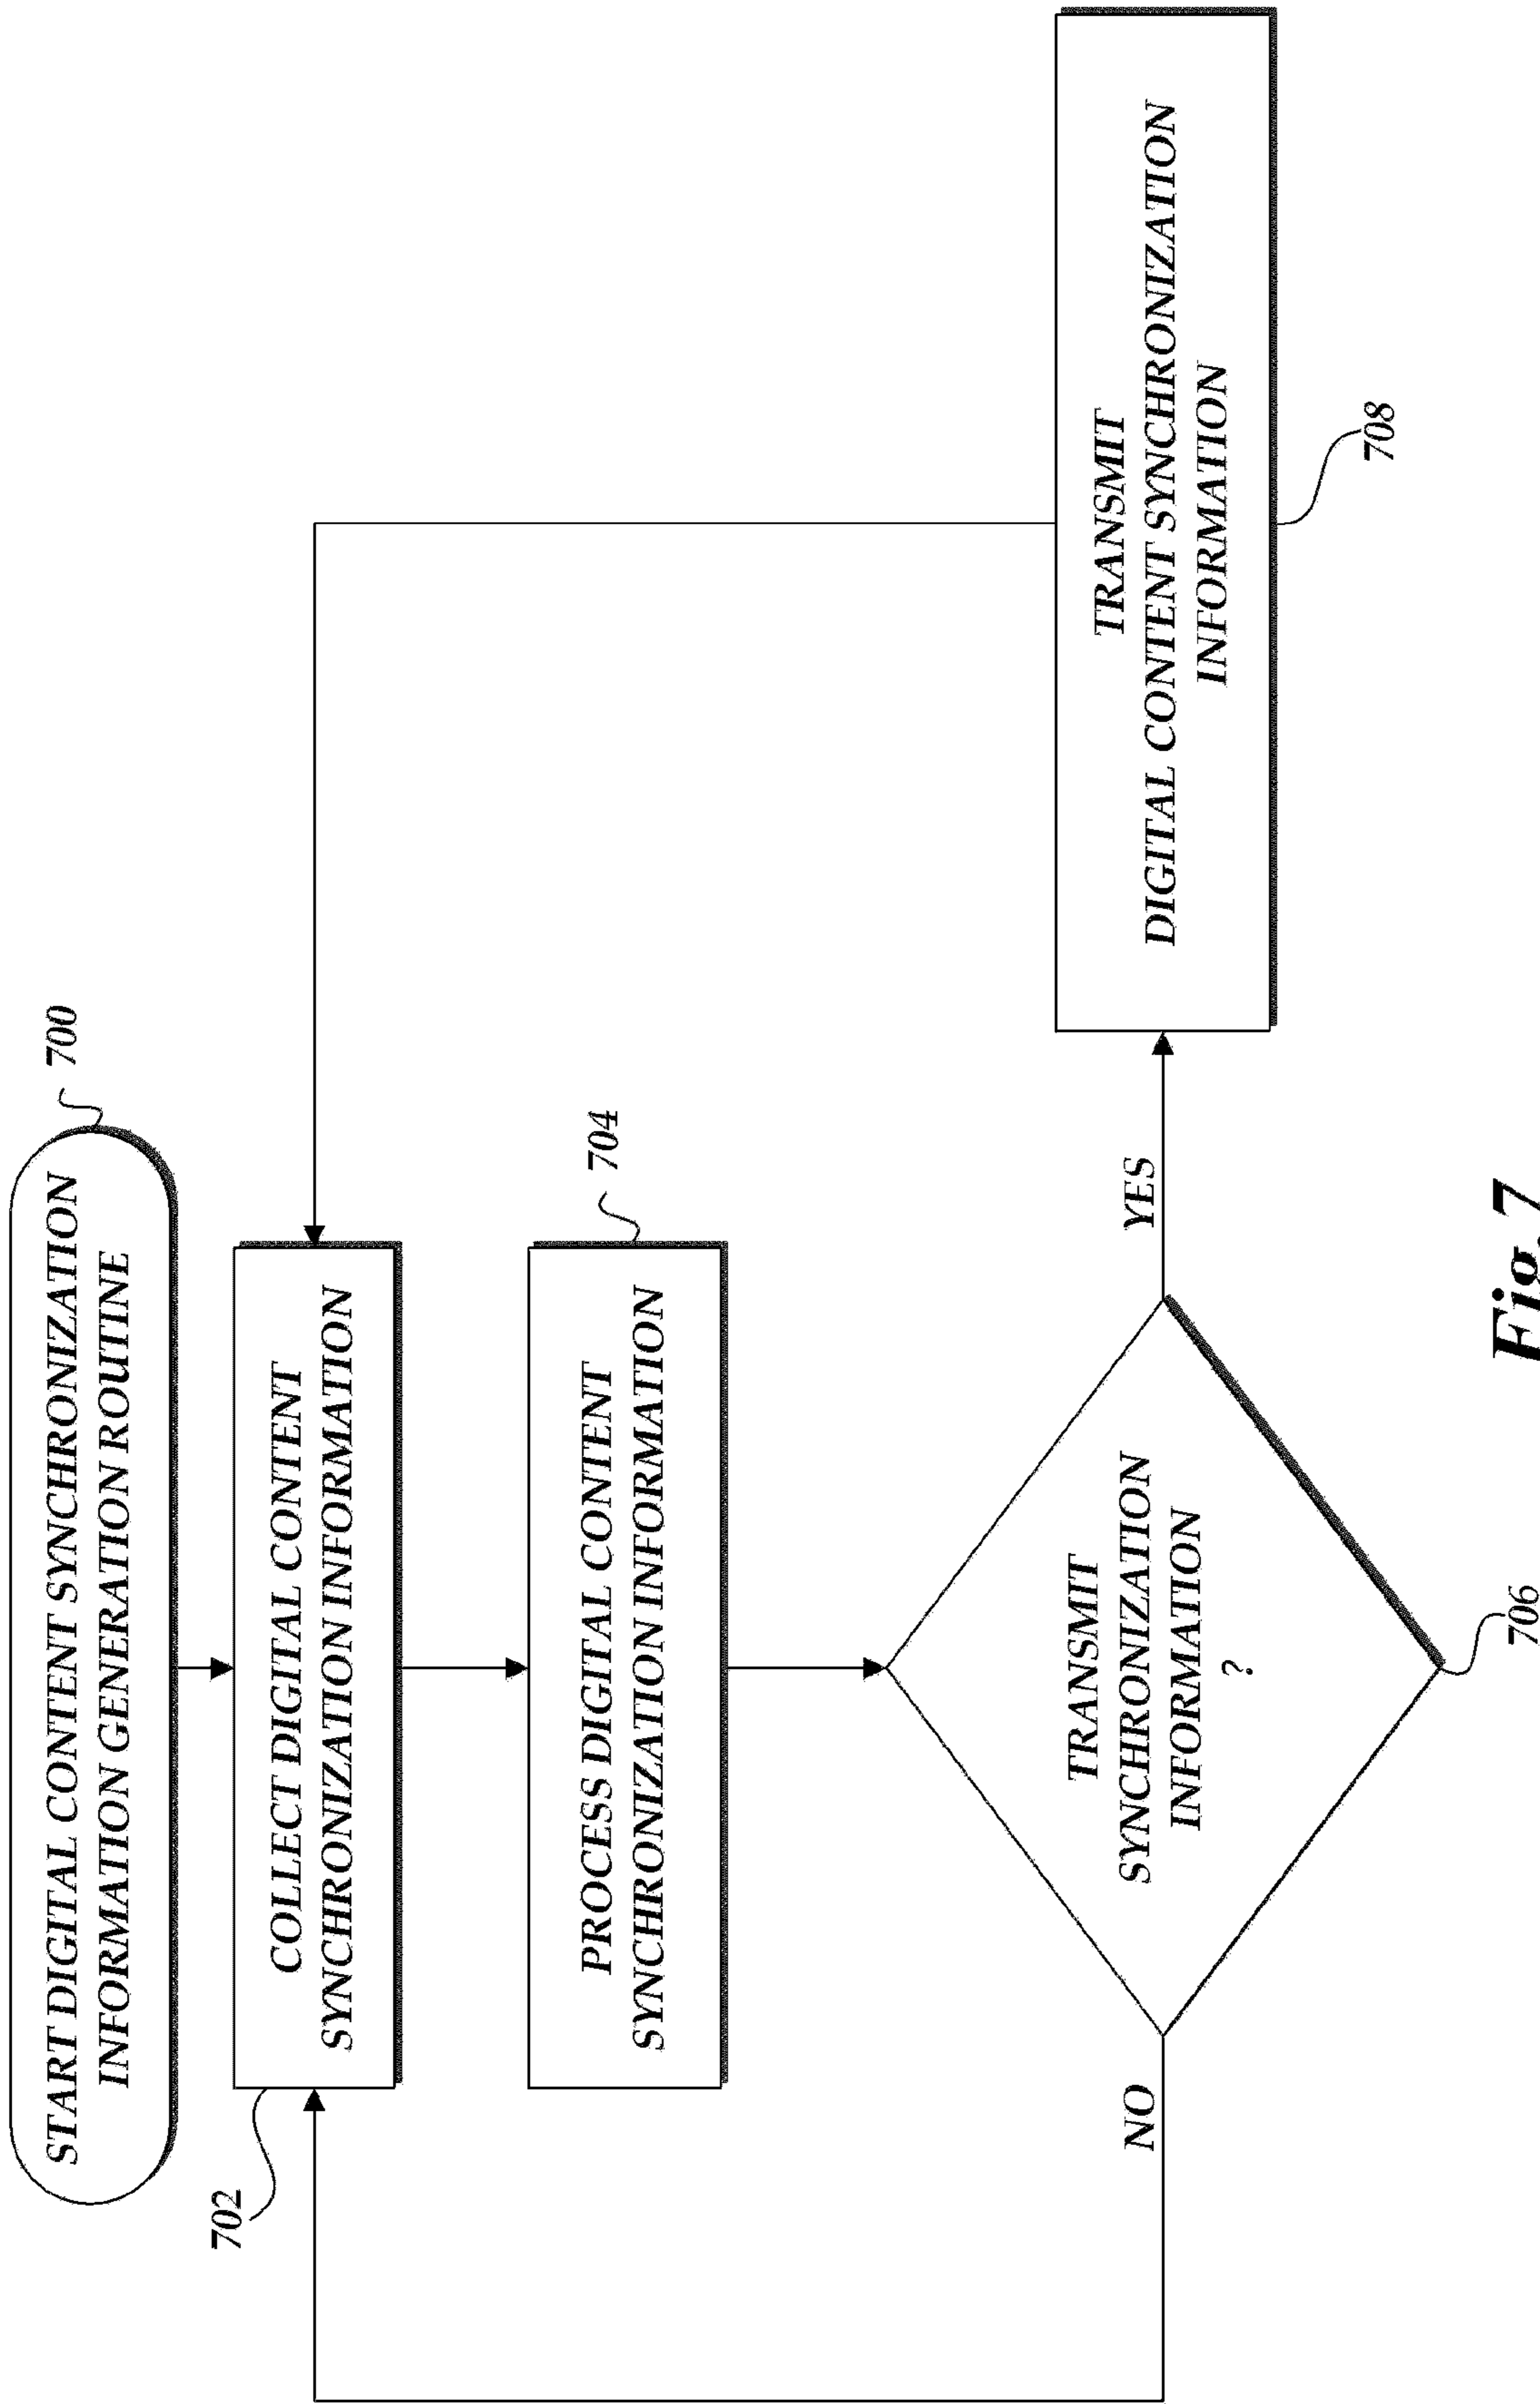 START DIGITAL CONTENT SYNCHRONIZATION
INFORMATION GENERATION ROUTINE
700
702
COLLECT DIGITAL CONTENT
SYNCHRONIZATION INFORMATION
PROCESS DIGITAL CONTENT
SYNCHRONIZATION INFORMATION
704
TRANSMIT
SYNCHRONIZATION
INFORMATION
?
NO
YES
706
TRANSMIT
DIGITAL CONTENT SYNCHRONIZATION
INFORMATION
708
Fig.7